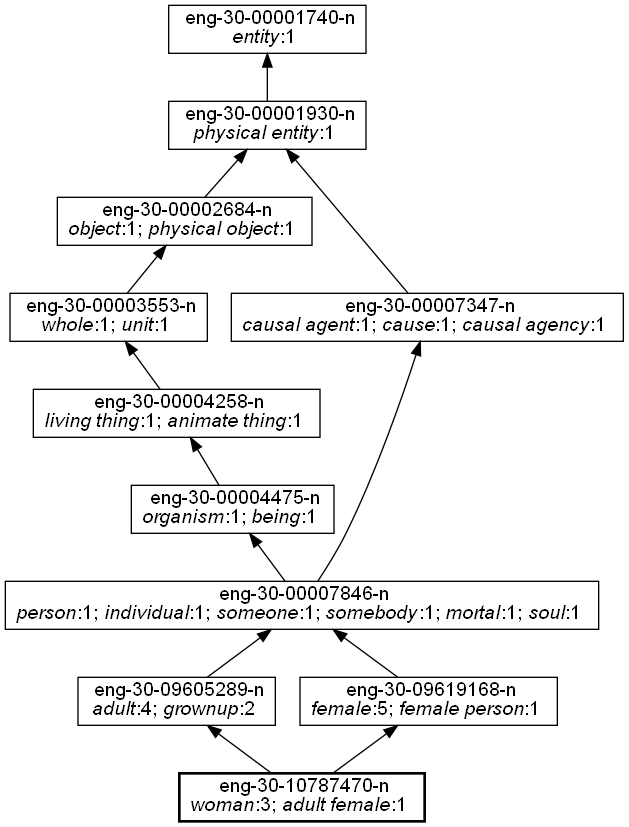 eng-30-00001740-n
entity:1
eng-30-00001930-n
physical entity:1
eng-30-00002684-n
object:1; physical object:1
eng-30-00003553-n
whole:1; unit:1
eng-30-00007347-n
causal agent:1; cause:1; causal agency:1
eng-30-00004258-n
living thing:1; animate thing:1
eng-30-00004475-n
organism:1; being:1
eng-30-00007846-n
person:1; individual:1; someone:1; somebody:1; mortal:1; soul:1
eng-30-09605289-n
adult:4; grownup:2
eng-30-09619168-n
female:5; female person:1
eng-30-10787470-n
woman:3; adult female:1